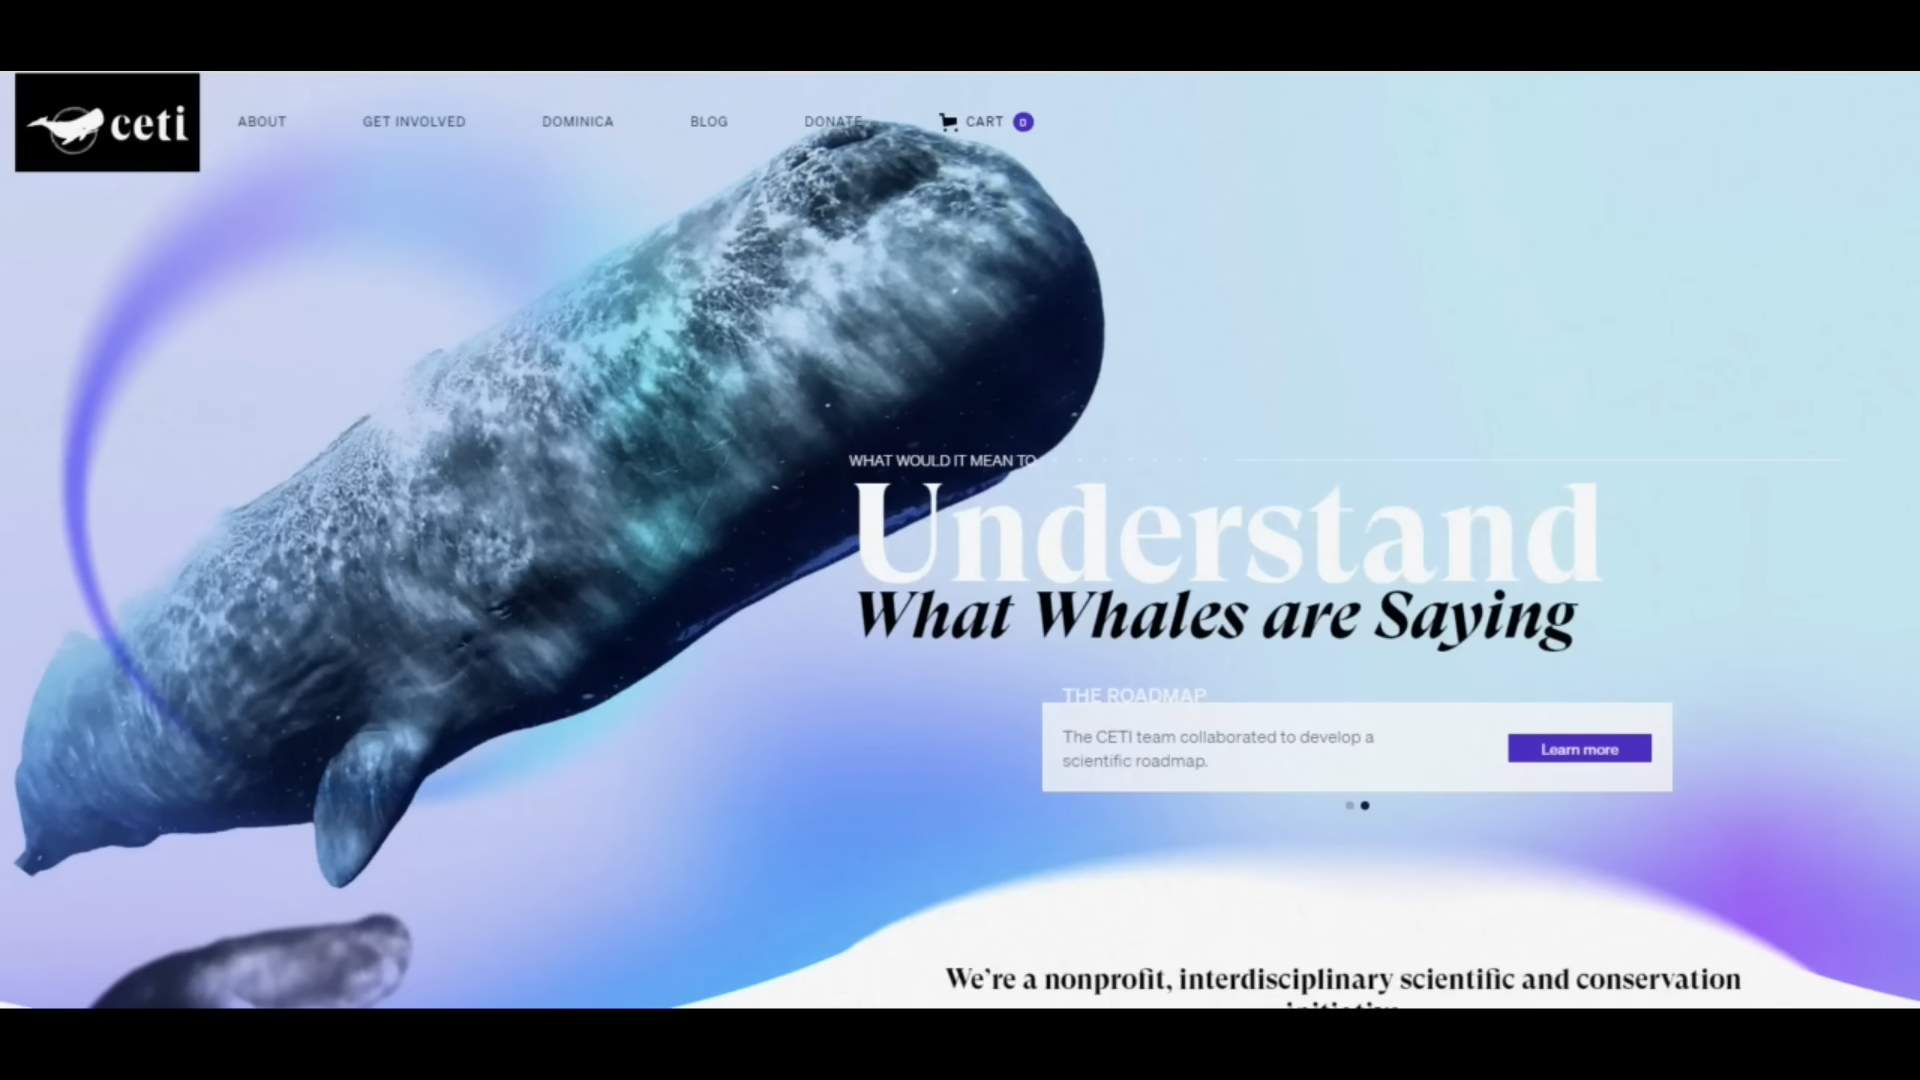 ceti
ABOUT
GET INVOLVED
DOMINICA
BLOG
DONATE
CART 0
WHAT WOULD IT MEAN TO
Understand
What Whales are Saying
THE ROADMAP
The CETI team collaborated to develop a
scientific roadmap.
Learn more
We're a nonprofit, interdisciplinary scientific and conservation
initiative